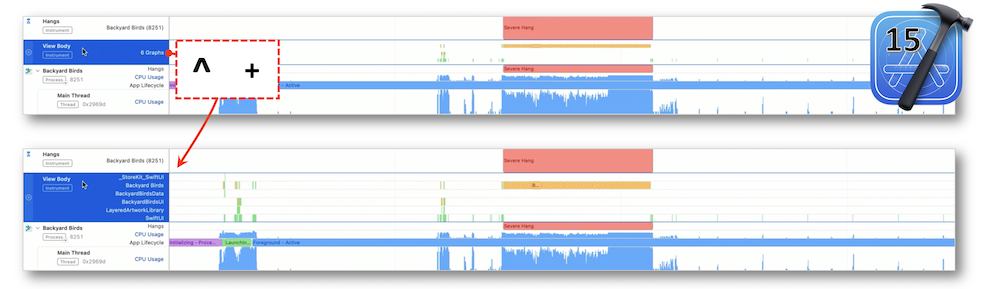 Hangs
Instrument
Backyard Birds (8251)
Severe Hang
View Body
Instrument
6 Graphs
Backyard Birds
Process 8251
Hangs
Severe Hang
CPU Usage
App Lifecycle
Active
Main Thread
Thread 0x2969d
CPU Usage
^ +
15
Hangs
Instrument
Backyard Birds (8251)
Severe Hang
View Body
Instrument
_StoreKit_SwiftUI
Backyard Birds
B...
BackyardBirdsData
BackyardBirdsUI
LayeredArtworkLibrary
SwiftUI
Backyard Birds
Process 8251
Hangs
Severe Hang
CPU Usage
App Lifecycle
Initializing - Proce... Launchin... Foreground - Active
Main Thread
Thread 0x2969d
CPU Usage